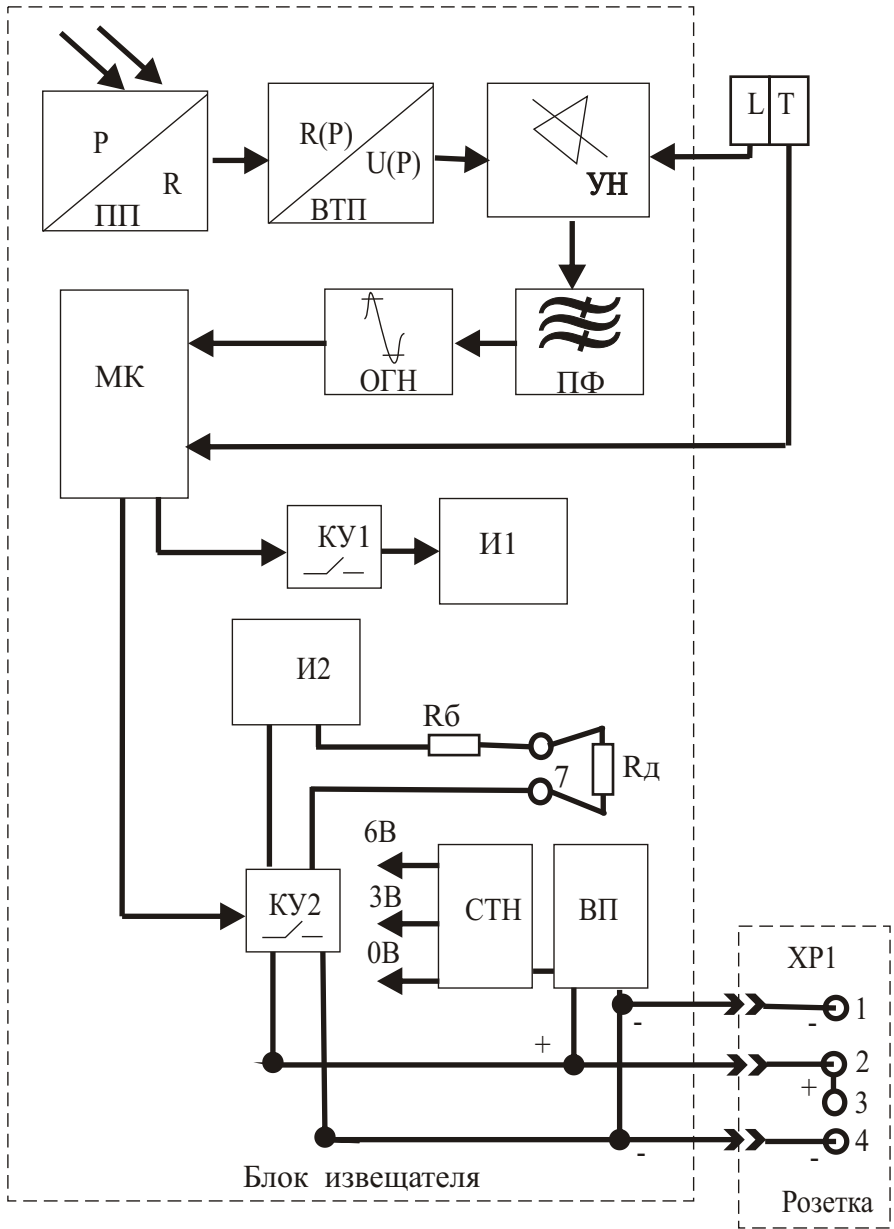 P
R
ПП
R(P)
U(P)
ВТП
УН
L T
МК
ОГН
ПФ
КУ1
И1
И2
Rб
7
Rд
6В
3В
0В
КУ2
СТН
ВП
ХР1
-
-
1
+
2
+
3
-
-
4
Блок извещателя
Розетка